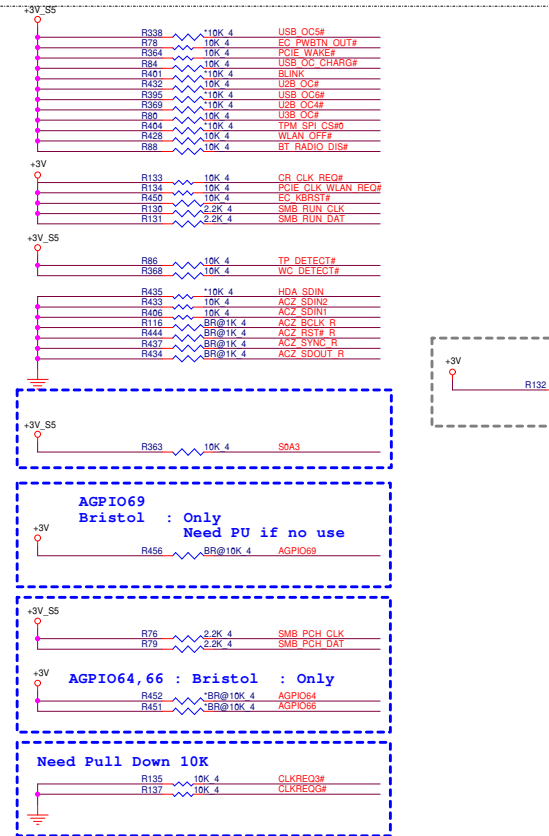 +3V_S5
R338 *10K_4 USB_OC5#
R78 10K_4 EC_PWBTN_OUT#
R364 10K_4 PCIE_WAKE#
R84 *10K_4 USB_OC_CHARG#
R401 *10K_4 BLINK
R432 10K_4 U2B_OC#
R395 *10K_4 USB_OC6#
R369 *10K_4 U2B_OC4#
R80 10K_4 U3B_OC#
R404 *10K_4 TPM_SPI_CS#0
R428 10K_4 WLAN_OFF#
R88 10K_4 BT_RADIO_DIS#
+3V
R133 10K_4 CR_CLK_REQ#
R134 10K_4 PCIE_CLK_WLAN_REQ#
R450 10K_4 EC_KBRST#
R130 2.2K_4 SMB_RUN_CLK
R131 2.2K_4 SMB_RUN_DAT
+3V_S5
R86 10K_4 TP_DETECT#
R368 10K_4 WC_DETECT#
R435 *10K_4 HDA_SDIN
R433 10K_4 ACZ_SDIN2
R406 10K_4 ACZ_SDIN1
R116 BR@1K_4 ACZ_BCLK_R
R444 BR@1K_4 ACZ_RST#_R
R437 BR@1K_4 ACZ_SYNC_R
R434 BR@1K_4 ACZ_SDOUT_R
+3V
R132
+3V_S5
R363 10K_4 S0A3
AGPIO69
Bristol : Only
Need PU if no use
+3V
R456 BR@10K_4 AGPIO69
+3V_S5
R76 2.2K_4 SMB_PCH_CLK
R79 2.2K_4 SMB_PCH_DAT
+3V
AGPIO64,66 : Bristol : Only
R452 *BR@10K_4 AGPIO64
R451 *BR@10K_4 AGPIO66
Need Pull Down 10K
R135 10K_4 CLKREQ3#
R137 10K_4 CLKREQG#